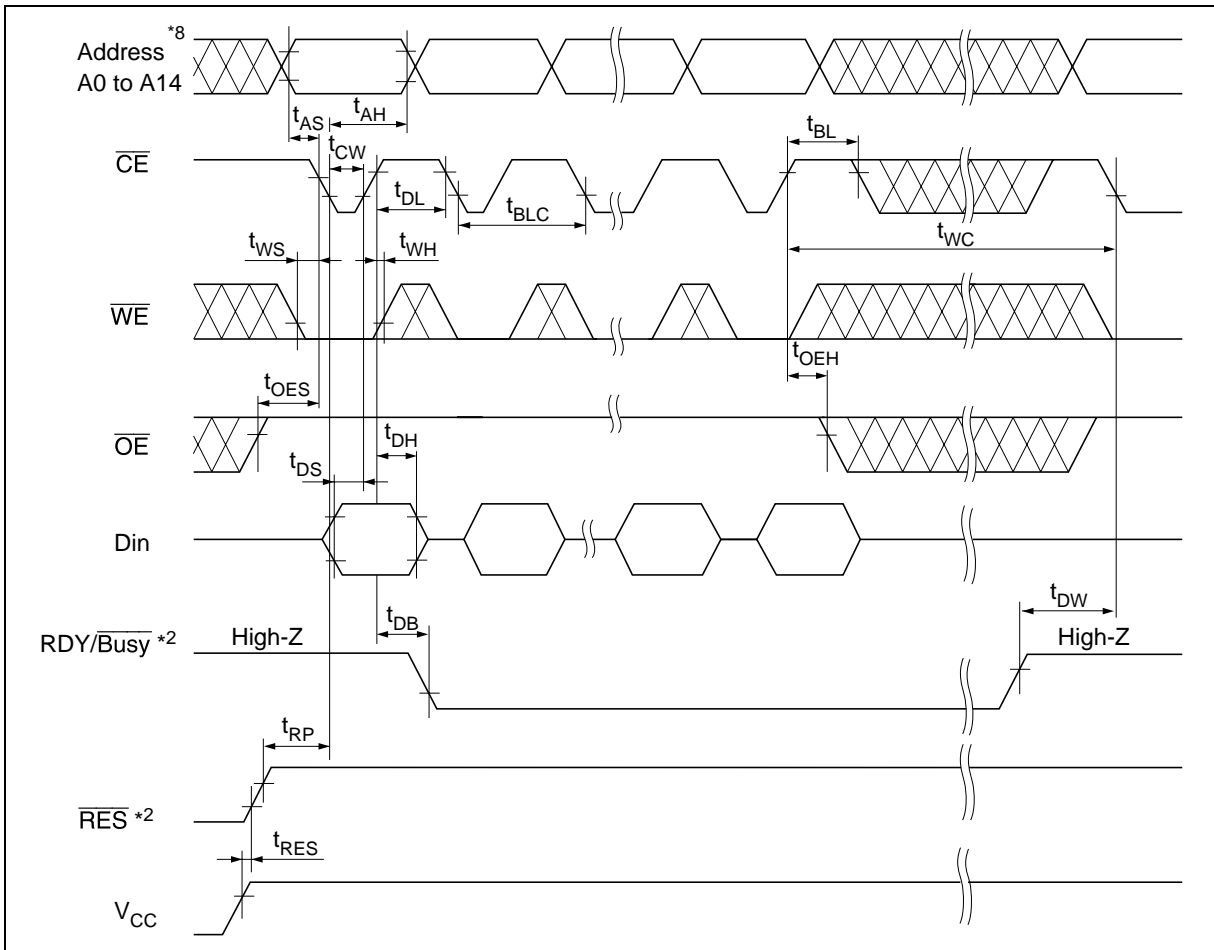 Address *8
A0 to A14
tAS
tAH
tBL
CE
tCW
tDL
tBLC
tWC
tWS
tWH
WE
tOEH
tOES
OE
tDH
tDS
Din
tDB
tDW
RDY/Busy *2
High-Z
High-Z
tRP
RES *2
tRES
VCC